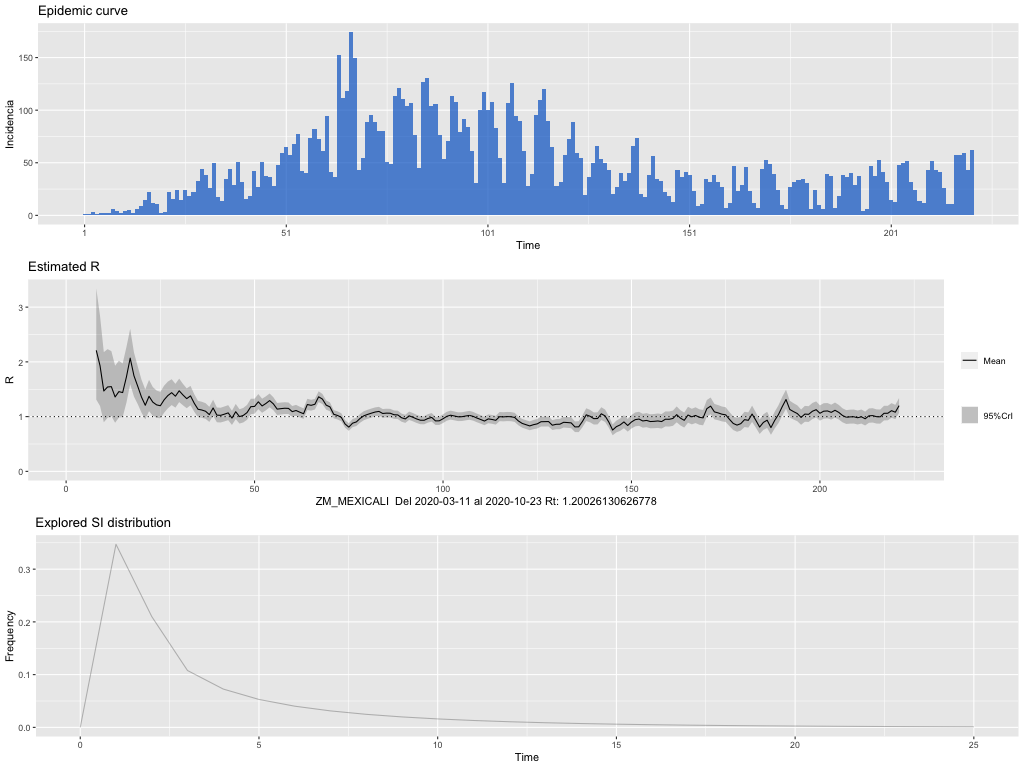 Epidemic curve
150
100
50
0
Incidencia
1 51 101 151 201
Time
Estimated R
3
2
1
0
R
Mean
95%CrI
0 50 100 150 200
ZM_MEXICALI Del 2020-03-11 al 2020-10-23 Rt: 1.20026130626778
Explored SI distribution
0.3
0.2
0.1
0.0
Frequency
0 5 10 15 20 25
Time